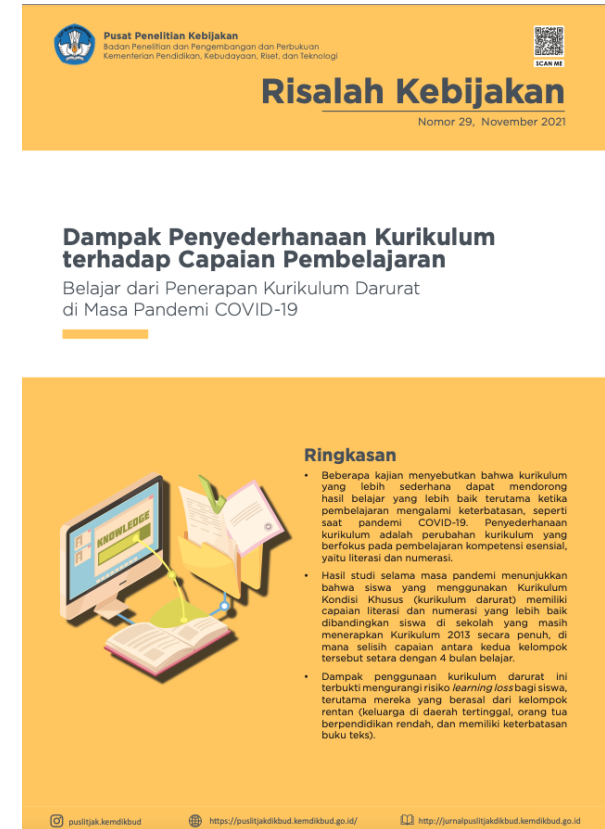 Pusat Penelitian Kebijakan
Badan Penelitian dan Pengembangan dan Perbukuan
Kementerian Pendidikan, Kebudayaan, Riset, dan Teknologi
SCAN ME
Risalah Kebijakan
Nomor 29, November 2021
Dampak Penyederhanaan Kurikulum
terhadap Capaian Pembelajaran
Belajar dari Penerapan Kurikulum Darurat
di Masa Pandemi COVID-19
KNOWLEDGE
Ringkasan
• Beberapa kajian menyebutkan bahwa kurikulum
yang lebih sederhana dapat mendorong
hasil belajar yang lebih baik terutama ketika
pembelajaran mengalami keterbatasan, seperti
saat pandemi COVID-19. Penyederhanaan
kurikulum adalah perubahan kurikulum yang
berfokus pada pembelajaran kompetensi esensial,
yaitu literasi dan numerasi.
• Hasil studi selama masa pandemi menunjukkan
bahwa siswa yang menggunakan Kurikulum
Kondisi Khusus (kurikulum darurat) memiliki
capaian literasi dan numerasi yang lebih baik
dibandingkan siswa di sekolah yang masih
menerapkan Kurikulum 2013 secara penuh, di
mana selisih capaian antara kedua kelompok
tersebut setara dengan 4 bulan belajar.
• Dampak penggunaan kurikulum darurat ini
terbukti mengurangi risiko learning loss bagi siswa,
terutama mereka yang berasal dari kelompok
rentan (keluarga di daerah tertinggal, orang tua
berpendidikan rendah, dan memiliki keterbatasan
buku teks).
puslitjak.kemdikbud
https://puslitjakdikbud.kemdikbud.go.id/
http://jurnalpuslitjakdikbud.kemdikbud.go.id